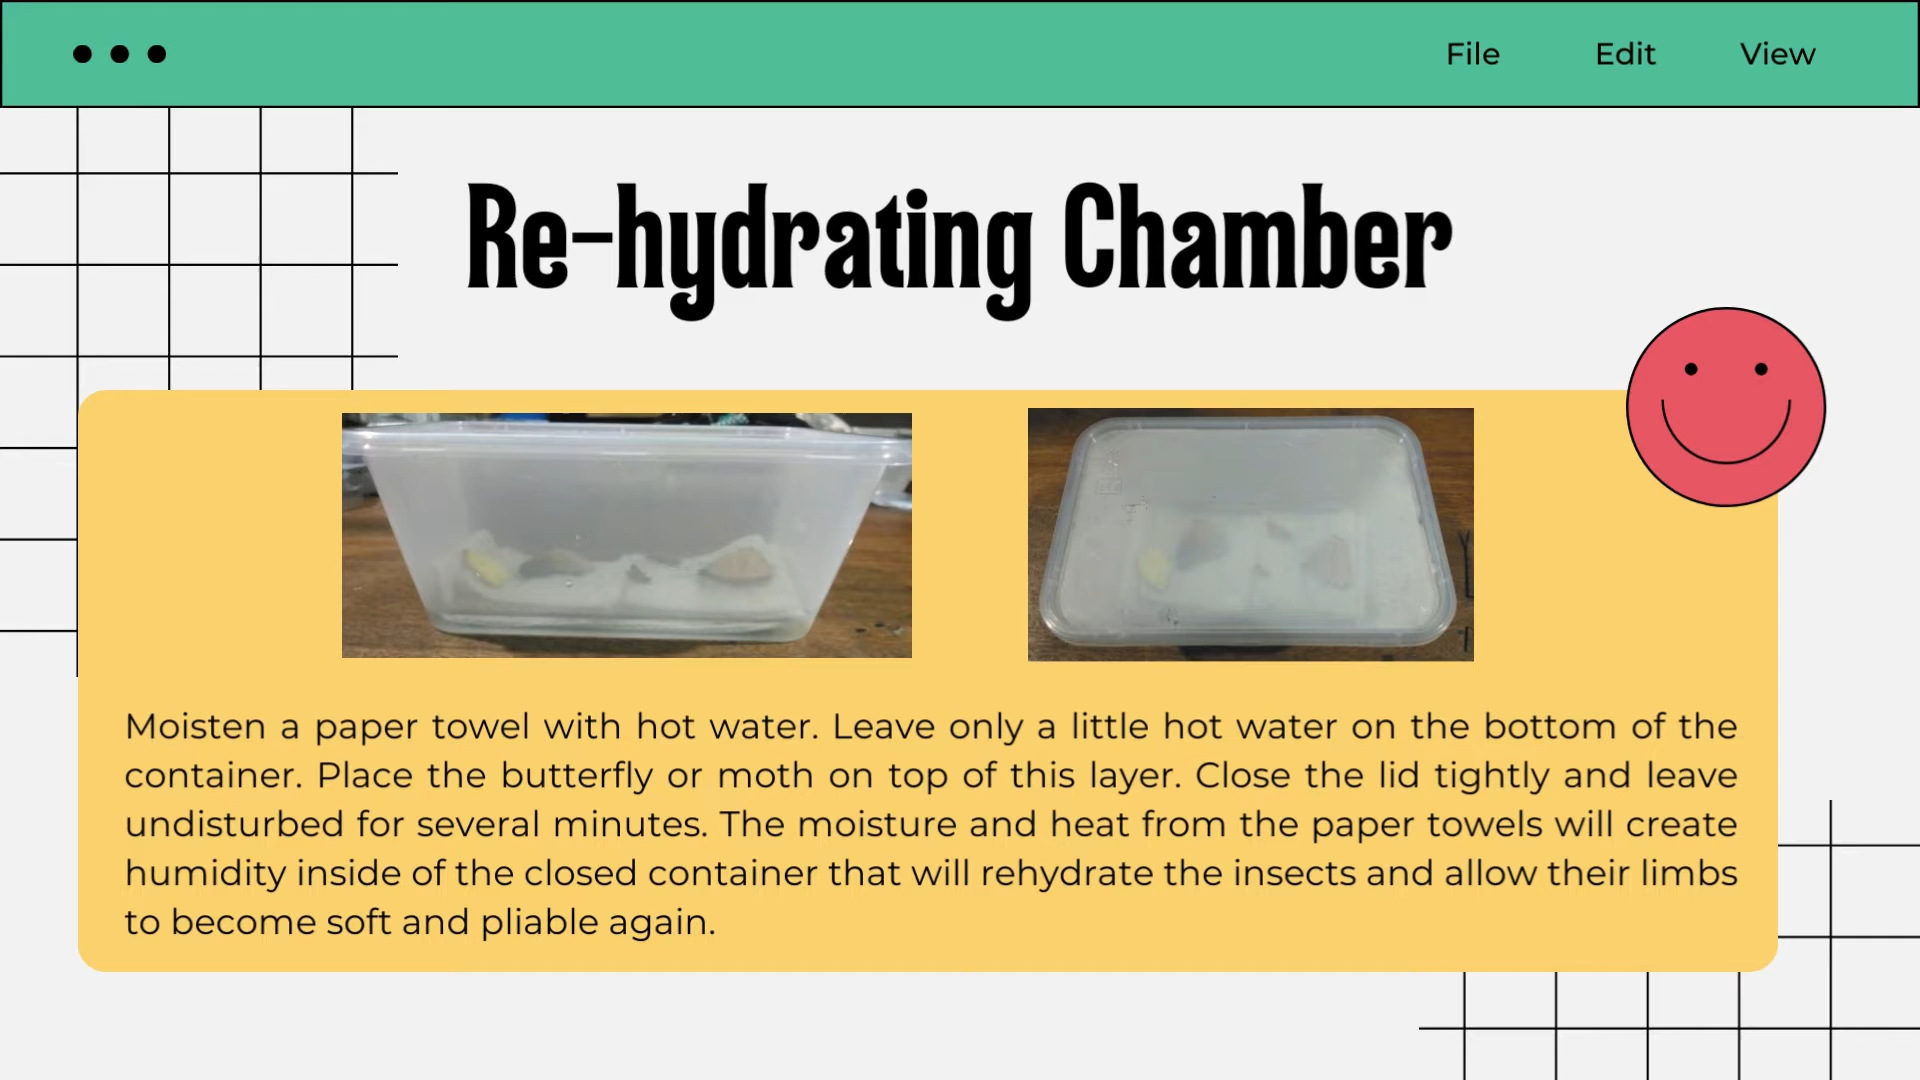 File Edit View
Re-hydrating Chamber
Moisten a paper towel with hot water. Leave only a little hot water on the bottom of the
container. Place the butterfly or moth on top of this layer. Close the lid tightly and leave
undisturbed for several minutes. The moisture and heat from the paper towels will create
humidity inside of the closed container that will rehydrate the insects and allow their limbs
to become soft and pliable again.